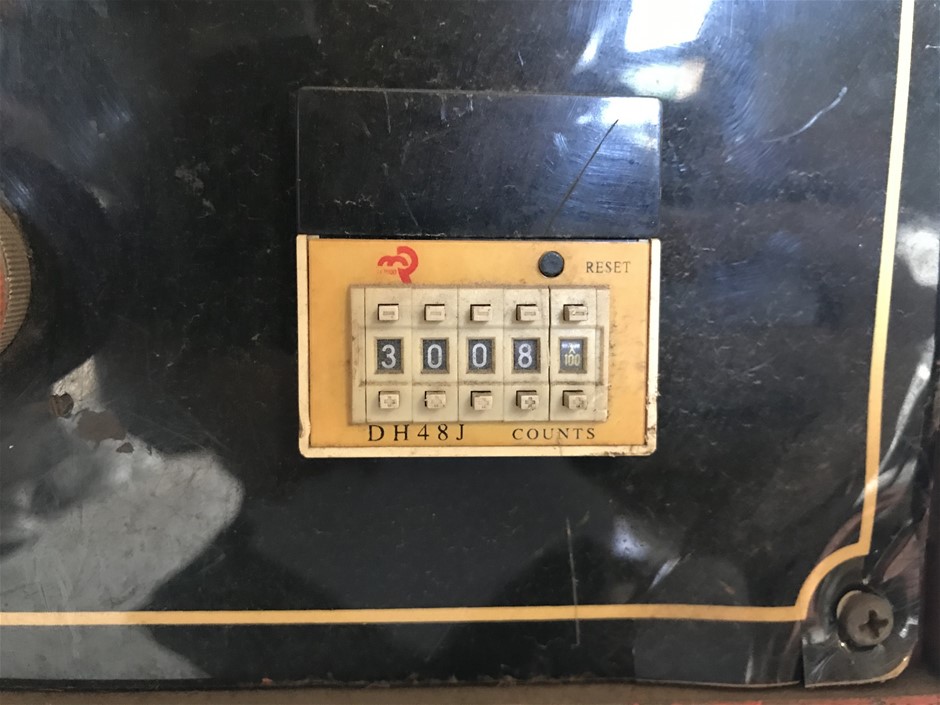 RESET
3 0 0 8 X 100
DH48J COUNTS